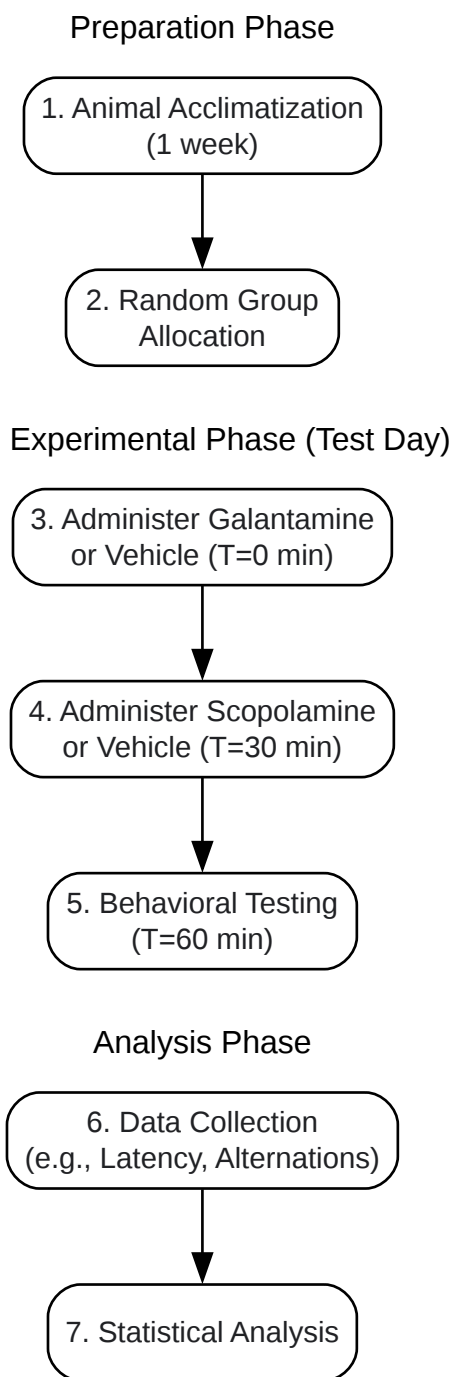 Preparation Phase
1. Animal Acclimatization
(1 week)
2. Random Group
Allocation
Experimental Phase (Test Day)
3. Administer Galantamine
or Vehicle (T=0 min)
4. Administer Scopolamine
or Vehicle (T=30 min)
5. Behavioral Testing
(T=60 min)
Analysis Phase
6. Data Collection
(e.g., Latency, Alternations)
7. Statistical Analysis